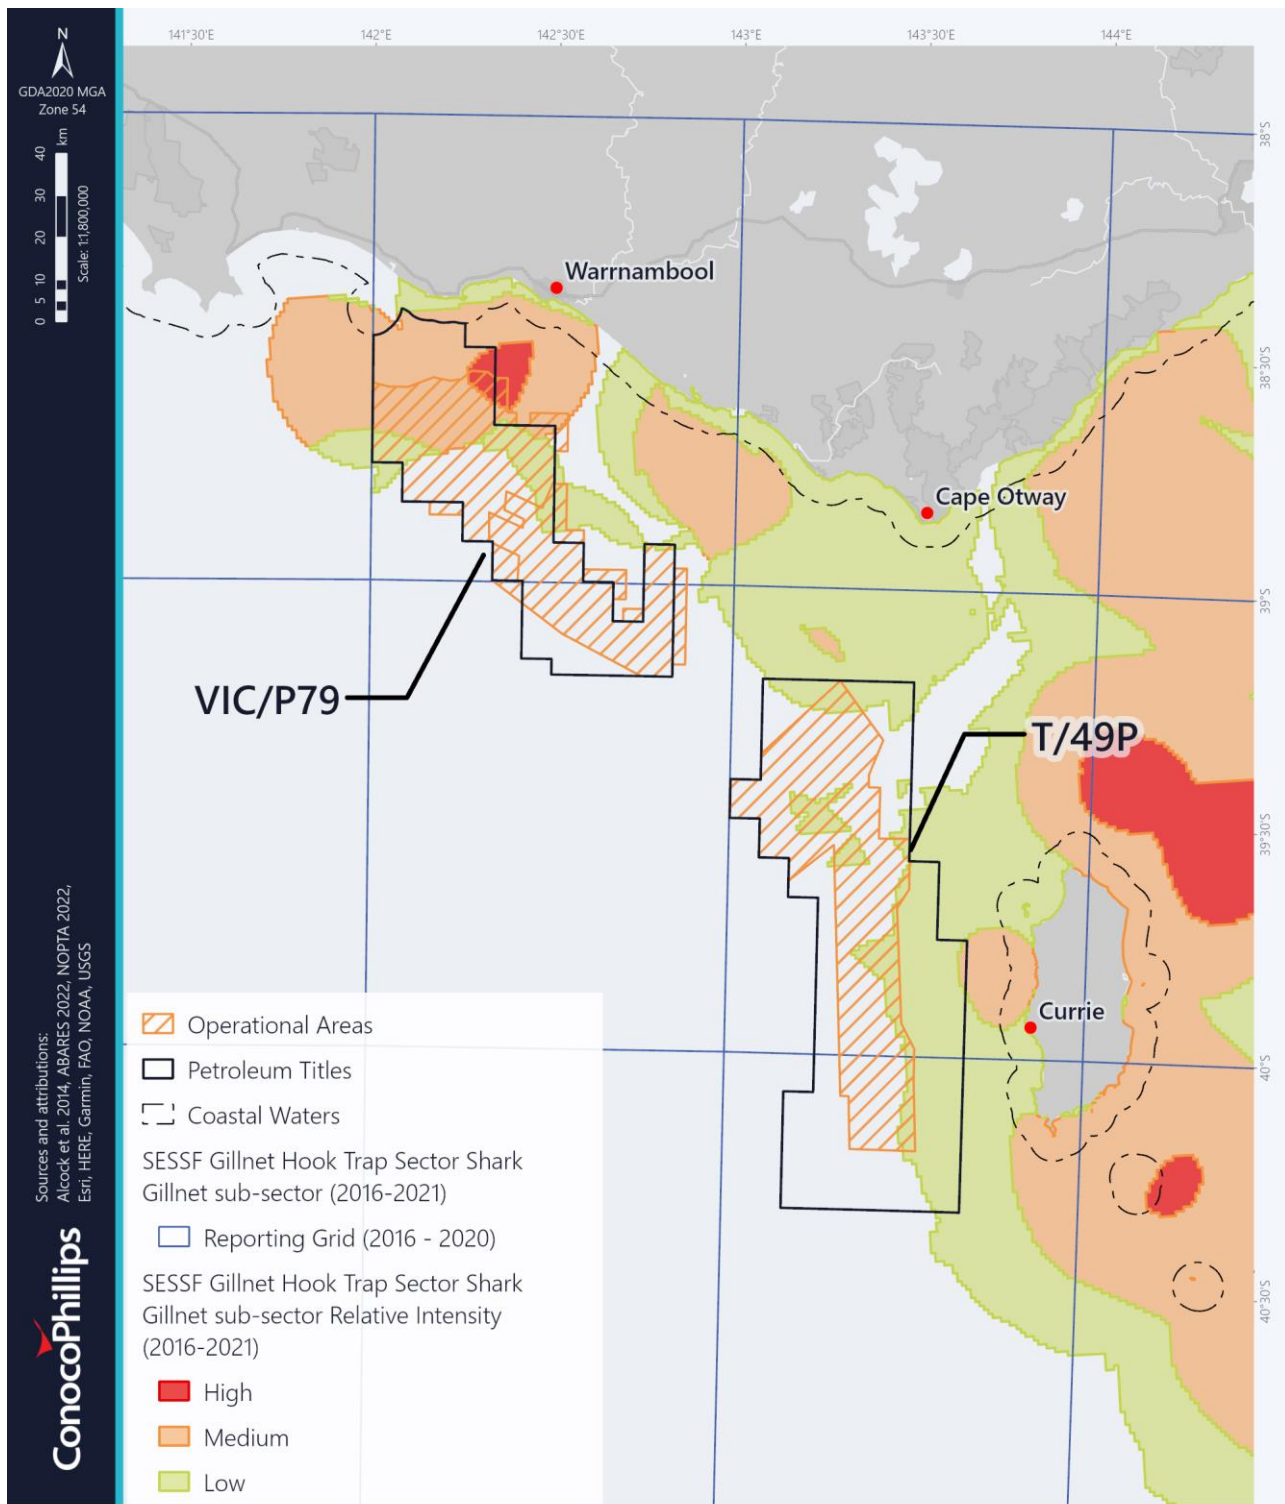 N
GDA2020 MGA
Zone 54
0 5 10 20 30 40 km
Scale: 1:1,800,000
Sources and attributions:
Alcock et al. 2014, ABARES 2022, NOPTA 2022,
Esri, HERE, Garmin, FAO, NOAA, USGS
ConocoPhillips
141°30'E 142°E 142°30'E 143°E 143°30'E 144°E
38°S
38°30'S
39°S
39°30'S
40°S
40°30'S
Warrnambool
Cape Otway
VIC/P79
T/49P
Currie
Operational Areas
Petroleum Titles
Coastal Waters
SESSF Gillnet Hook Trap Sector Shark
Gillnet sub-sector (2016-2021)
Reporting Grid (2016 - 2020)
SESSF Gillnet Hook Trap Sector Shark
Gillnet sub-sector Relative Intensity
(2016-2021)
High
Medium
Low